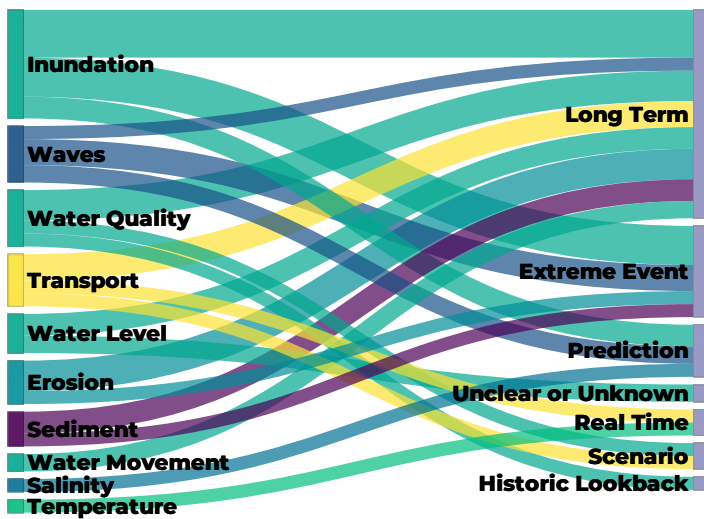 Inundation
Waves
Water Quality
Transport
Water Level
Erosion
Sediment
Water Movement
Salinity
Temperature
Long Term
Extreme Event
Prediction
Unclear or Unknown
Real Time
Scenario
Historic Lookback